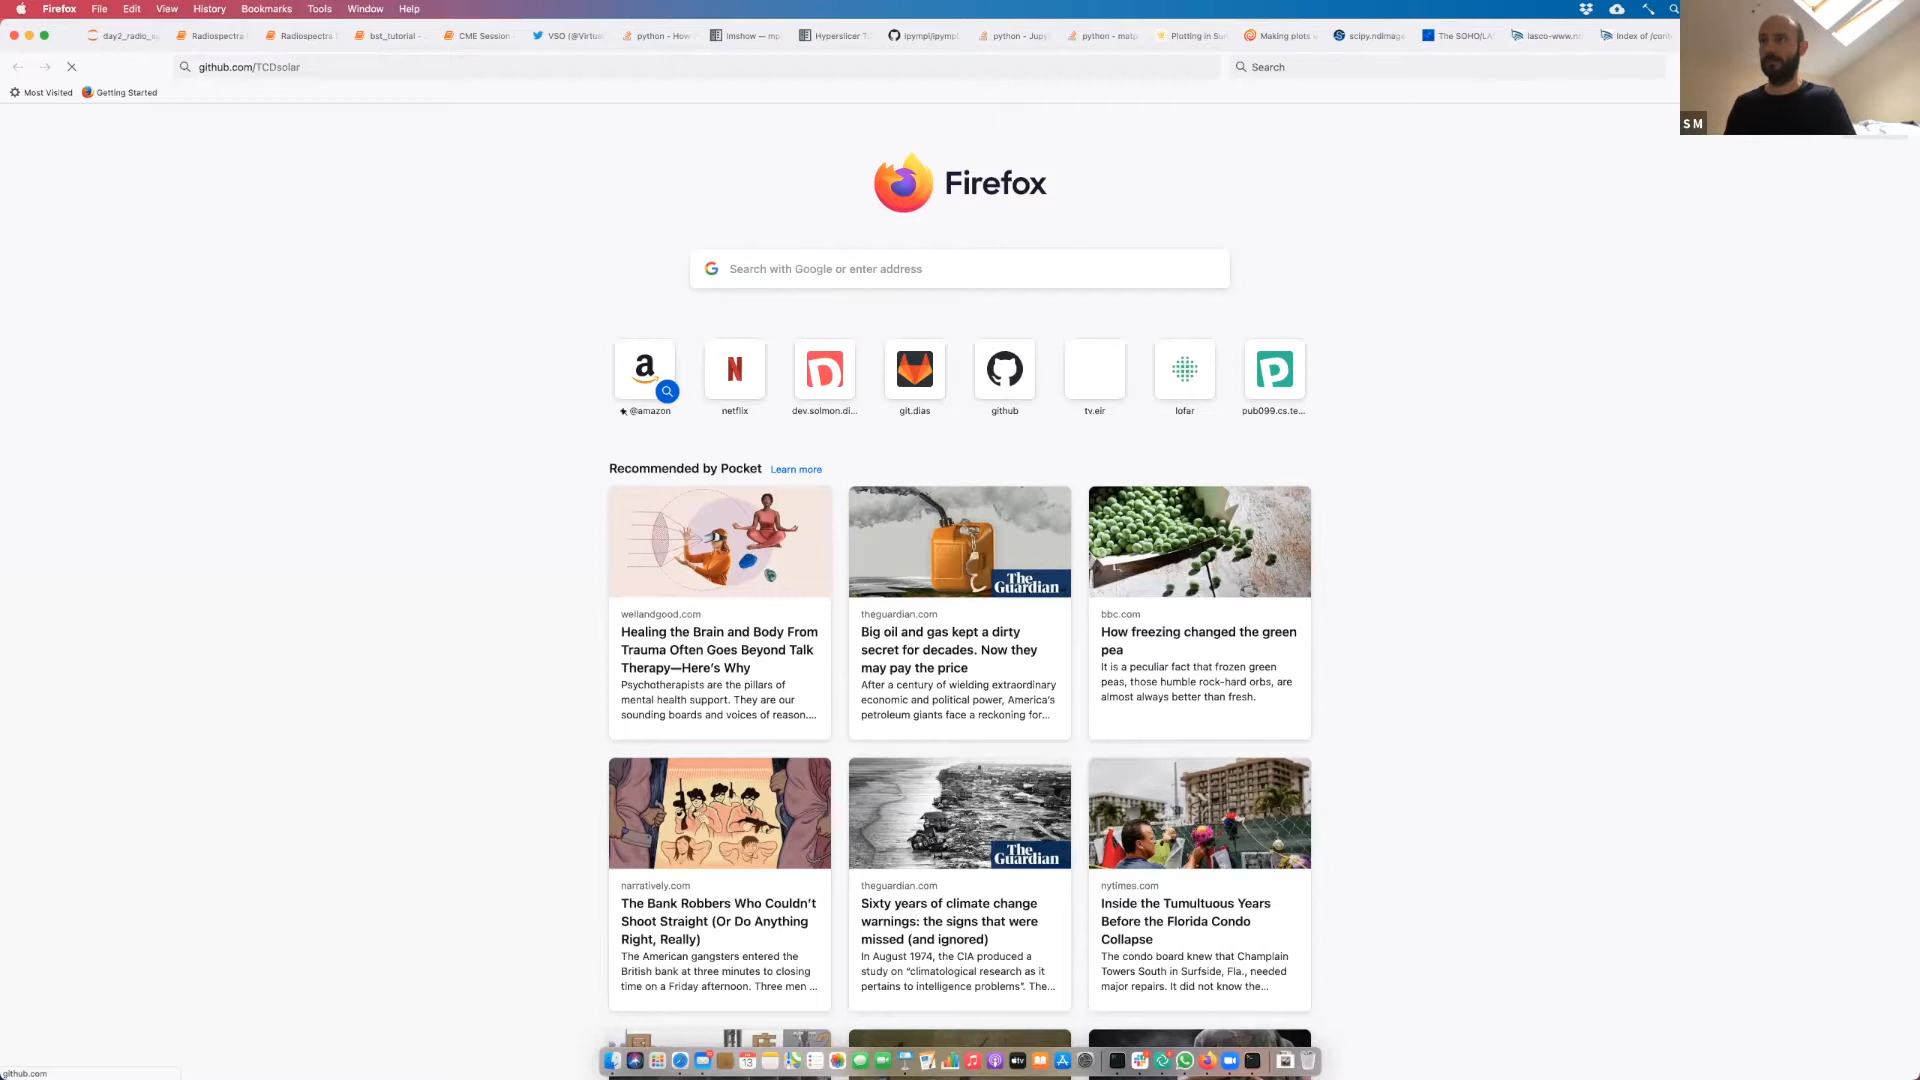 Firefox File Edit View History Bookmarks Tools Window Help
day2_radio_s Radiospectra Radiospectra bst_tutorial - CME Session VSO (@Virtua python - How Imshow — mp Hyperslicer T ipympl/ipympl python - Jup python - matp Plotting in Su Making plots scipy.ndimage The SOHO/LA lasco-www.nr Index of /cont
github.com/TCDsolar
Search
Most Visited Getting Started
S M
Firefox
Search with Google or enter address
a
N
@amazon netflix dev.solmon.di... git.dias github tv.eir lofar pub099.cs.te...
Recommended by Pocket Learn more
The Guardian
wellandgood.com
Healing the Brain and Body From
Trauma Often Goes Beyond Talk
Therapy—Here's Why
Psychotherapists are the pillars of
mental health support. They are our
sounding boards and voices of reason....
theguardian.com
Big oil and gas kept a dirty
secret for decades. Now they
may pay the price
After a century of wielding extraordinary
economic and political power, America's
petroleum giants face a reckoning for...
bbc.com
How freezing changed the green
pea
It is a peculiar fact that frozen green
peas, those humble rock-hard orbs, are
almost always better than fresh.
The Guardian
narratively.com
The Bank Robbers Who Couldn't
Shoot Straight (Or Do Anything
Right, Really)
The American gangsters entered the
British bank at three minutes to closing
time on a Friday afternoon. Three men ...
theguardian.com
Sixty years of climate change
warnings: the signs that were
missed (and ignored)
In August 1974, the CIA produced a
study on "climatological research as it
pertains to intelligence problems". The...
nytimes.com
Inside the Tumultuous Years
Before the Florida Condo
Collapse
The condo board knew that Champlain
Towers South in Surfside, Fla., needed
major repairs. It did not know the...
13
tv
github.com